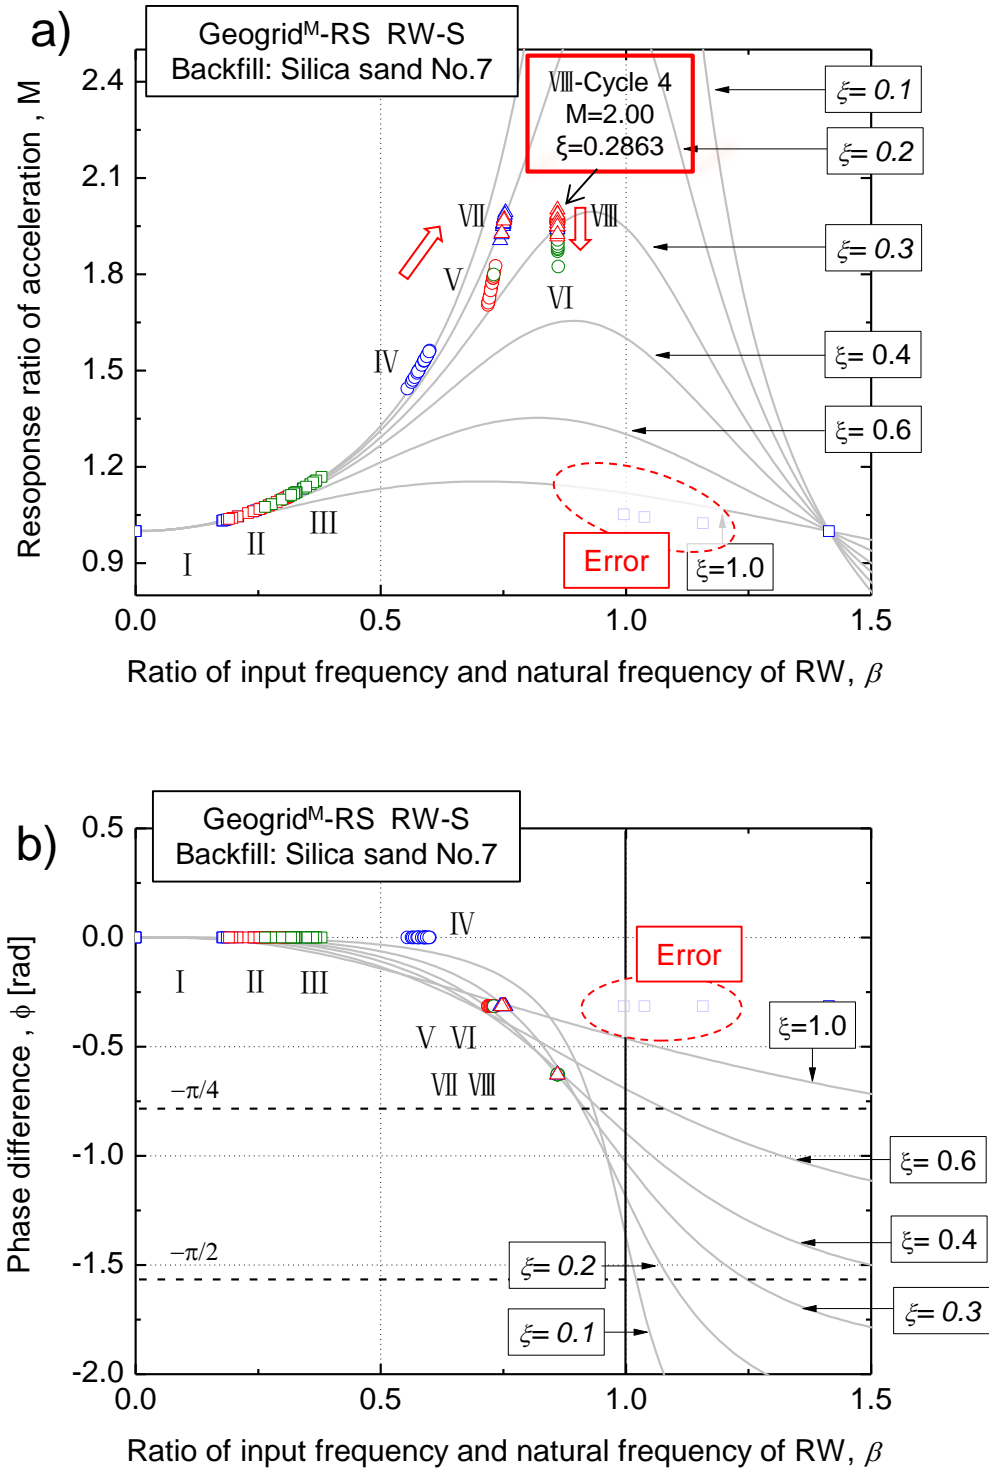 a)
Geogridᴹ-RS RW-S
Backfill: Silica sand No.7
Ⅷ-Cycle 4
M=2.00
ξ=0.2863
ξ= 0.1
ξ= 0.2
ξ= 0.3
ξ= 0.4
ξ= 0.6
ξ=1.0
Error
Ⅰ
Ⅱ
Ⅲ
Ⅳ
Ⅴ
Ⅵ
Ⅶ
Ⅷ
2.4
2.1
1.8
1.5
1.2
0.9
0.0 0.5 1.0 1.5
Resoponse ratio of acceleration , M
Ratio of input frequency and natural frequency of RW, β
b)
Geogridᴹ-RS RW-S
Backfill: Silica sand No.7
0.5
0.0
-0.5
-1.0
-1.5
-2.0
Ⅳ
Ⅰ Ⅱ Ⅲ
Error
Ⅴ Ⅵ
Ⅶ Ⅷ
−π/4
−π/2
ξ=1.0
ξ= 0.6
ξ= 0.4
ξ= 0.3
ξ= 0.2
ξ= 0.1
0.0 0.5 1.0 1.5
Phase difference , ϕ [rad]
Ratio of input frequency and natural frequency of RW, β